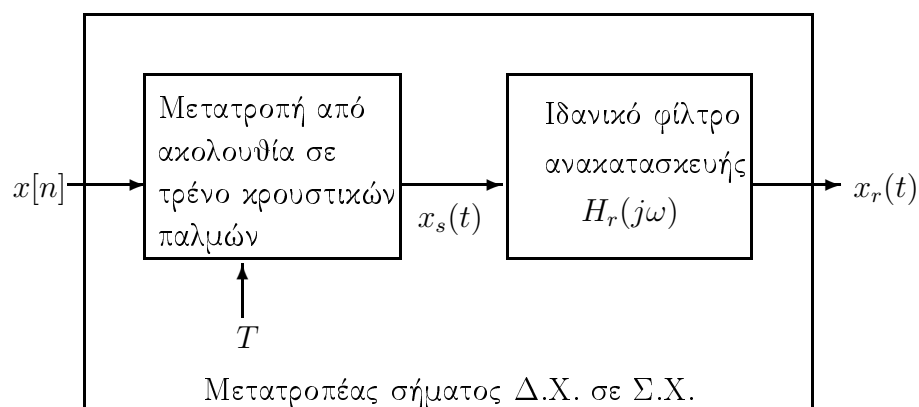 Μετατροπή από
ακολουθία σε
τρένο κρουστικών
παλμών
Ιδανικό φίλτρο
ανακατασκευής
H_r(jω)
x[n]
x_s(t)
x_r(t)
T
Μετατροπέας σήματος Δ.Χ. σε Σ.Χ.